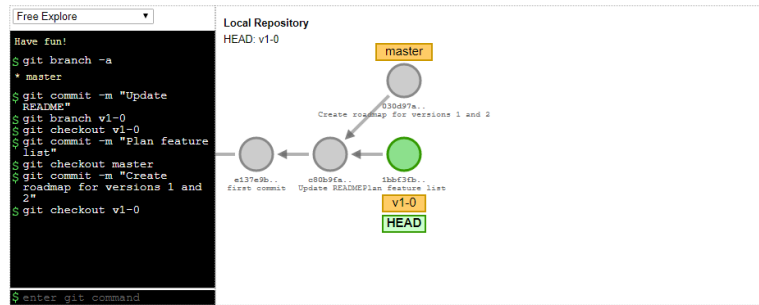 Free Explore
Have fun!
$ git branch -a
* master
$ git commit -m "Update
README"
$ git branch v1-0
$ git checkout v1-0
$ git commit -m "Plan feature
list"
$ git checkout master
$ git commit -m "Create
roadmap for versions 1 and
2"
$ git checkout v1-0
$ enter git command
Local Repository
HEAD: v1-0
master
030d97a..
Create roadmap for versions 1 and 2
e137e9b..
first commit
c80b9fa..
Update README
1bbf3fb..
Plan feature list
v1-0
HEAD